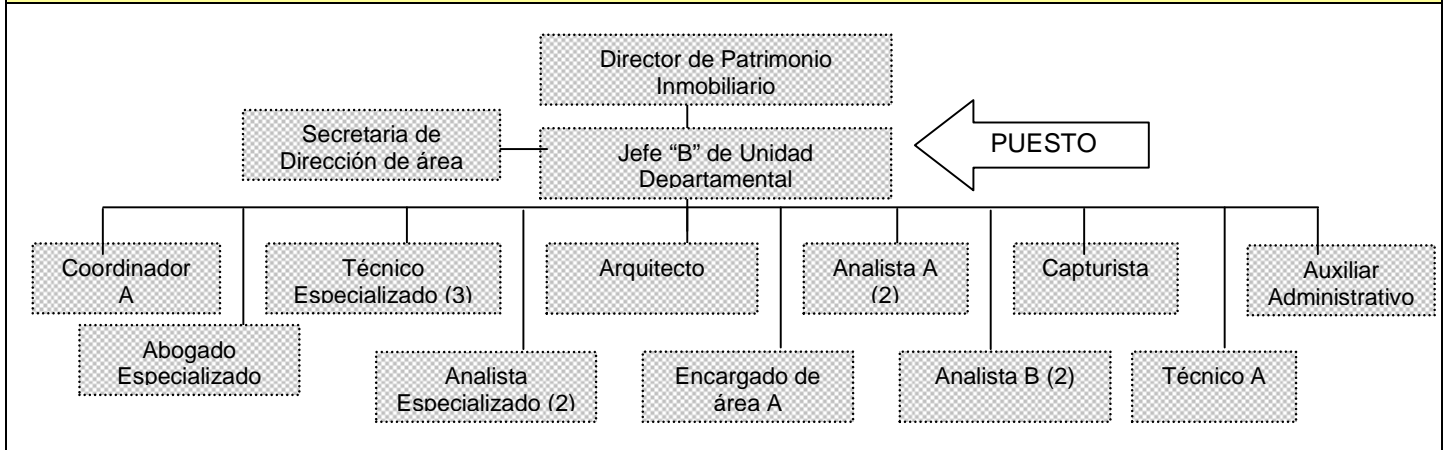 Director de Patrimonio
Inmobiliario
Secretaria de
Dirección de área
Jefe “B” de Unidad
Departamental
PUESTO
Coordinador
A
Técnico
Especializado (3)
Arquitecto
Analista A
(2)
Capturista
Auxiliar
Administrativo
Abogado
Especializado
Analista
Especializado (2)
Encargado de
área A
Analista B (2)
Técnico A